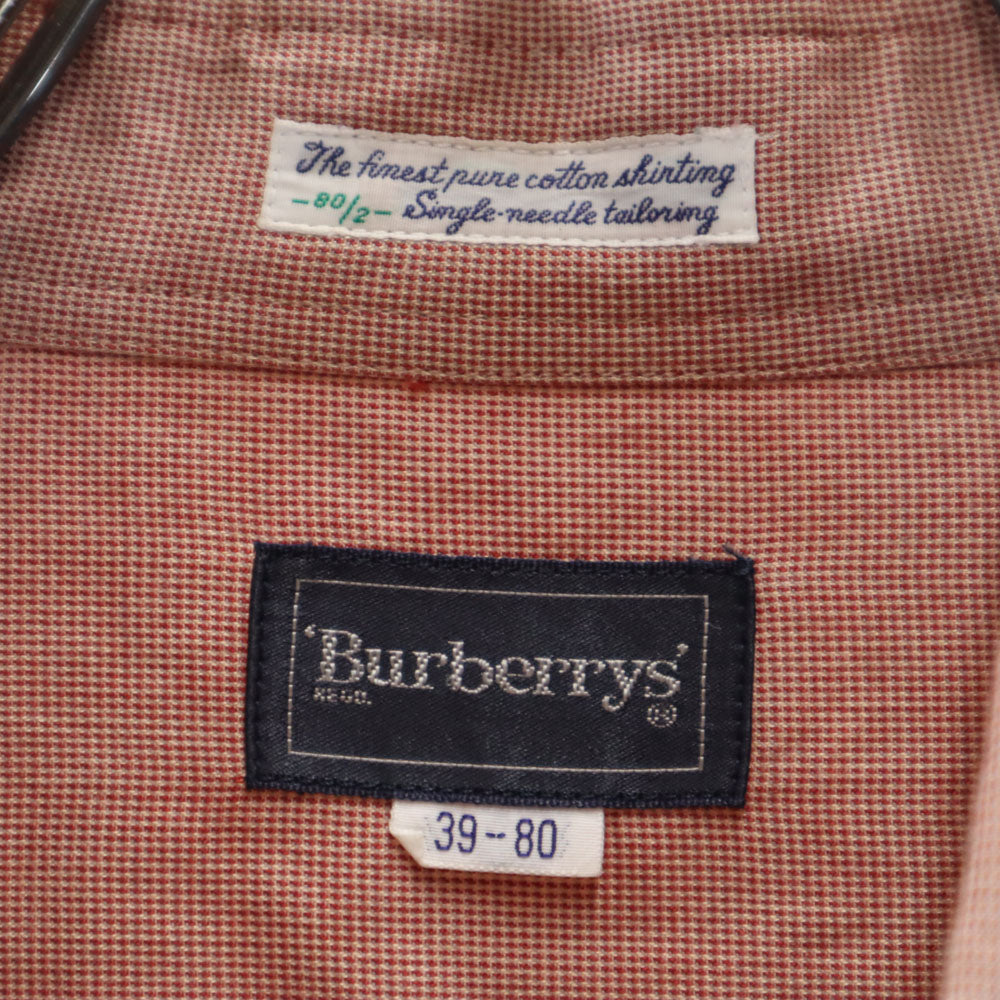 The finest pure cotton shirting
-80/2- Single-needle tailoring
'Burberrys'
REGD. ®
39-80